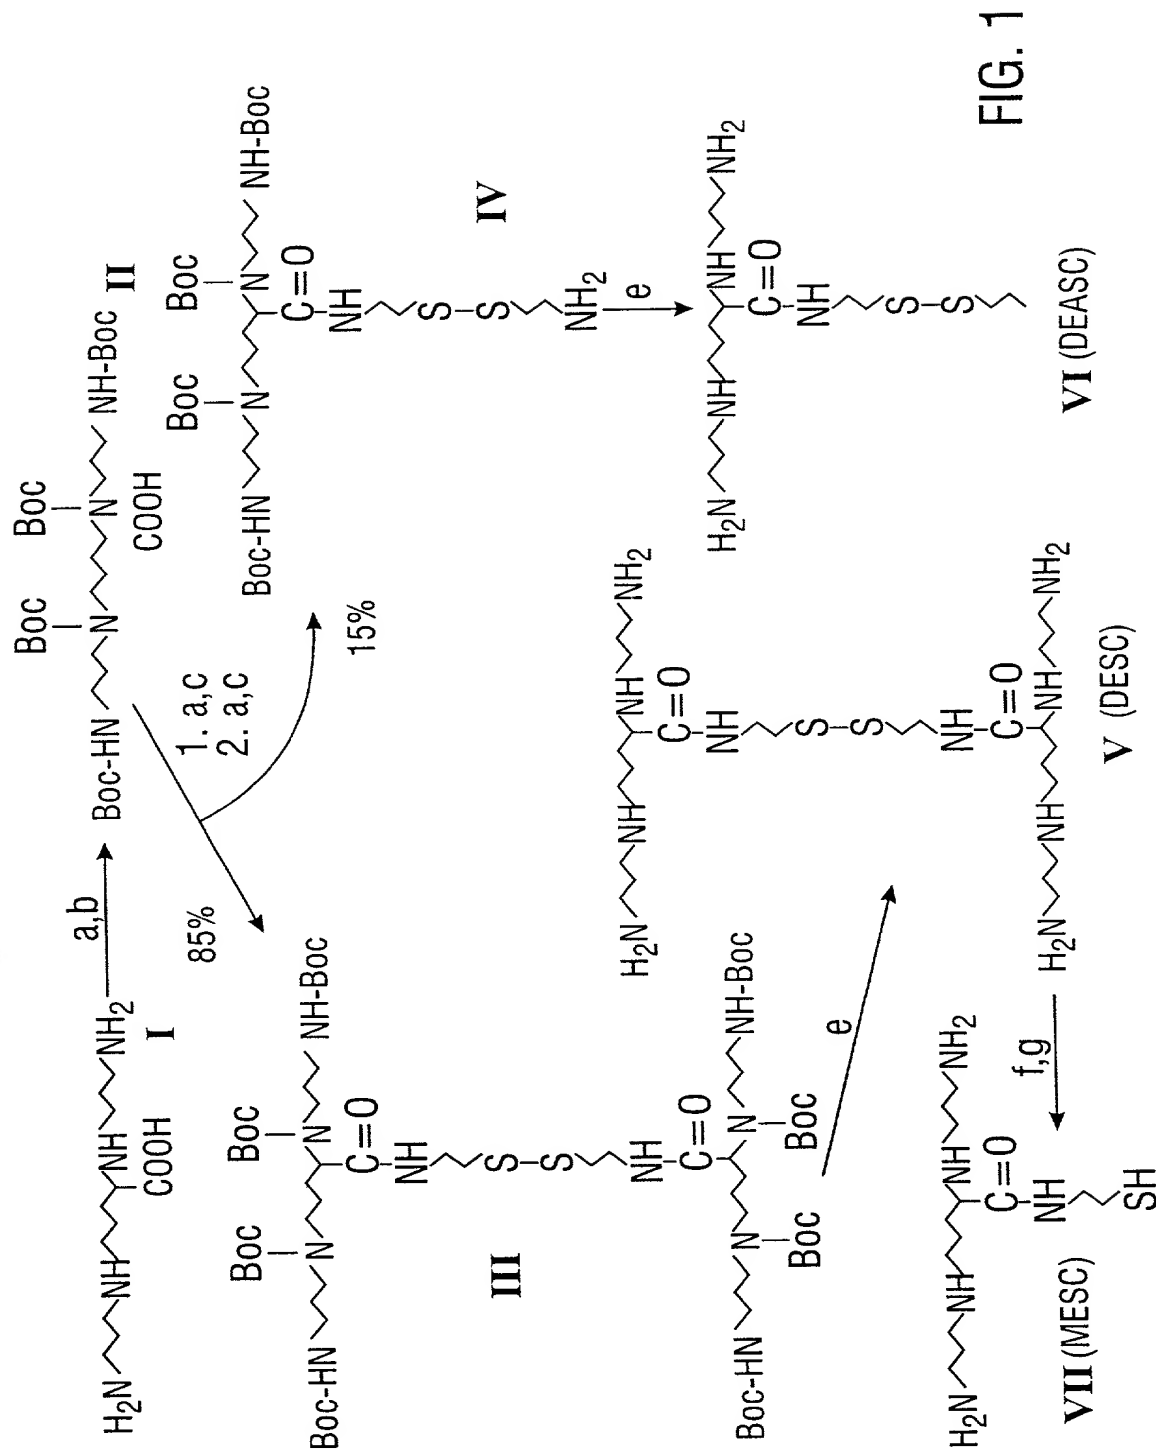 Boc Boc
H2N NH NH NH2
a,b
Boc-HN N N NH-Boc
COOH
COOH
I
II
85%
1. a,c
2. a,c
15%
Boc Boc
Boc-HN N N NH-Boc
C=O
NH
S
S
NH
C=O
Boc-HN N N NH-Boc
Boc Boc
III
Boc Boc
Boc-HN N N NH-Boc
C=O
NH
S
S
NH2
IV
e
e
H2N NH NH NH2
C=O
NH
S
S
NH
C=O
H2N NH NH NH2
V (DESC)
H2N NH NH NH2
C=O
NH
S
S
VI (DEASC)
f,g
H2N NH NH NH2
C=O
NH
SH
VII (MESC)
FIG. 1